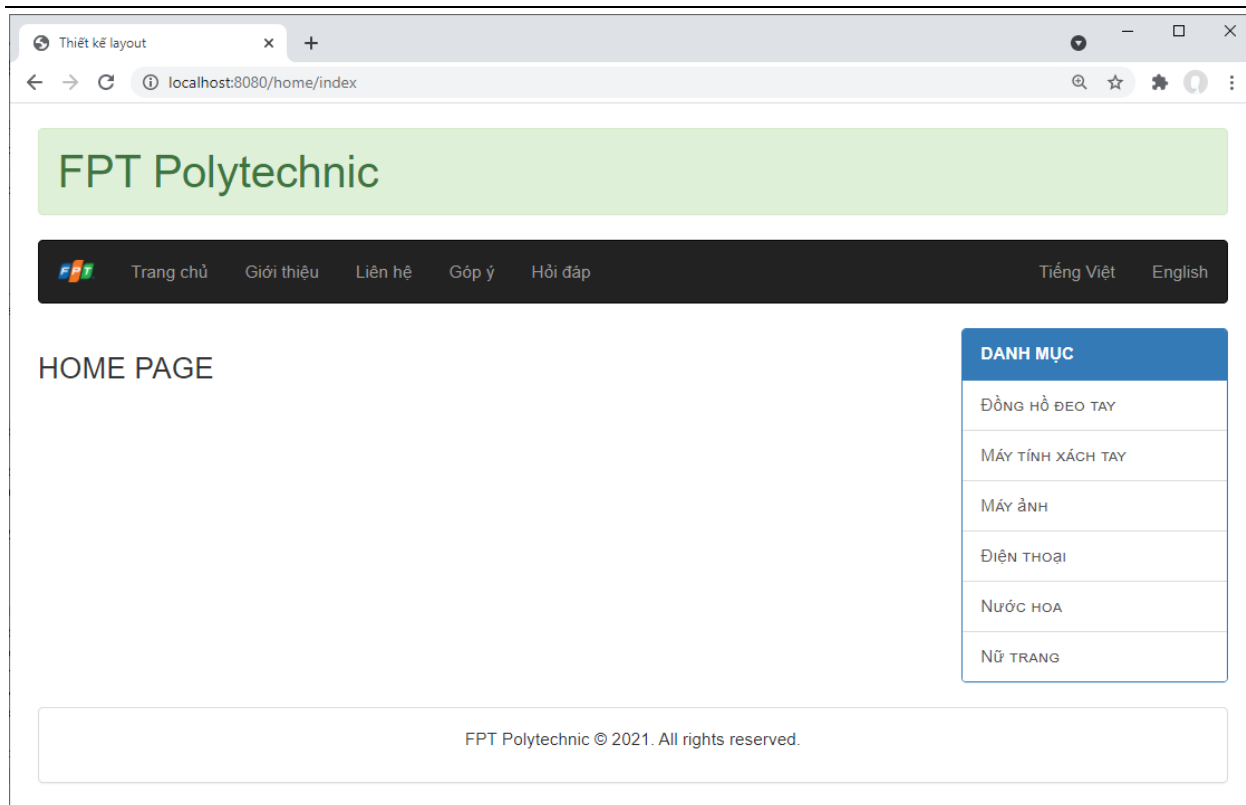 Thiết kế layout
localhost:8080/home/index
FPT Polytechnic
FPT Trang chủ Giới thiệu Liên hệ Góp ý Hỏi đáp Tiếng Việt English
HOME PAGE
DANH MỤC
Đồng hồ đeo tay
Máy tính xách tay
Máy ảnh
Điện thoại
Nước hoa
Nữ trang
FPT Polytechnic © 2021. All rights reserved.